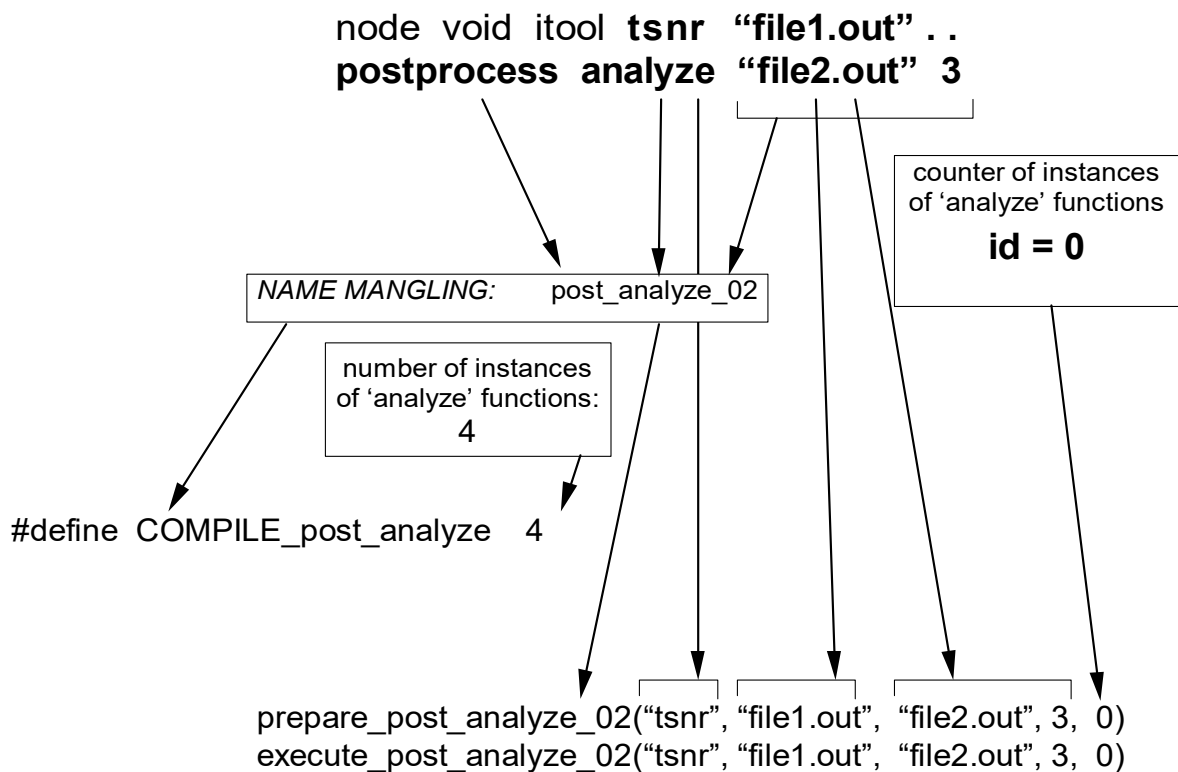 node void itool tsnr “file1.out” . .
postprocess analyze “file2.out” 3
counter of instances
of ‘analyze’ functions
id = 0
NAME MANGLING: post_analyze_02
number of instances
of ‘analyze’ functions:
4
#define COMPILE_post_analyze 4
prepare_post_analyze_02(“tsnr”, “file1.out”, “file2.out”, 3, 0)
execute_post_analyze_02(“tsnr”, “file1.out”, “file2.out”, 3, 0)